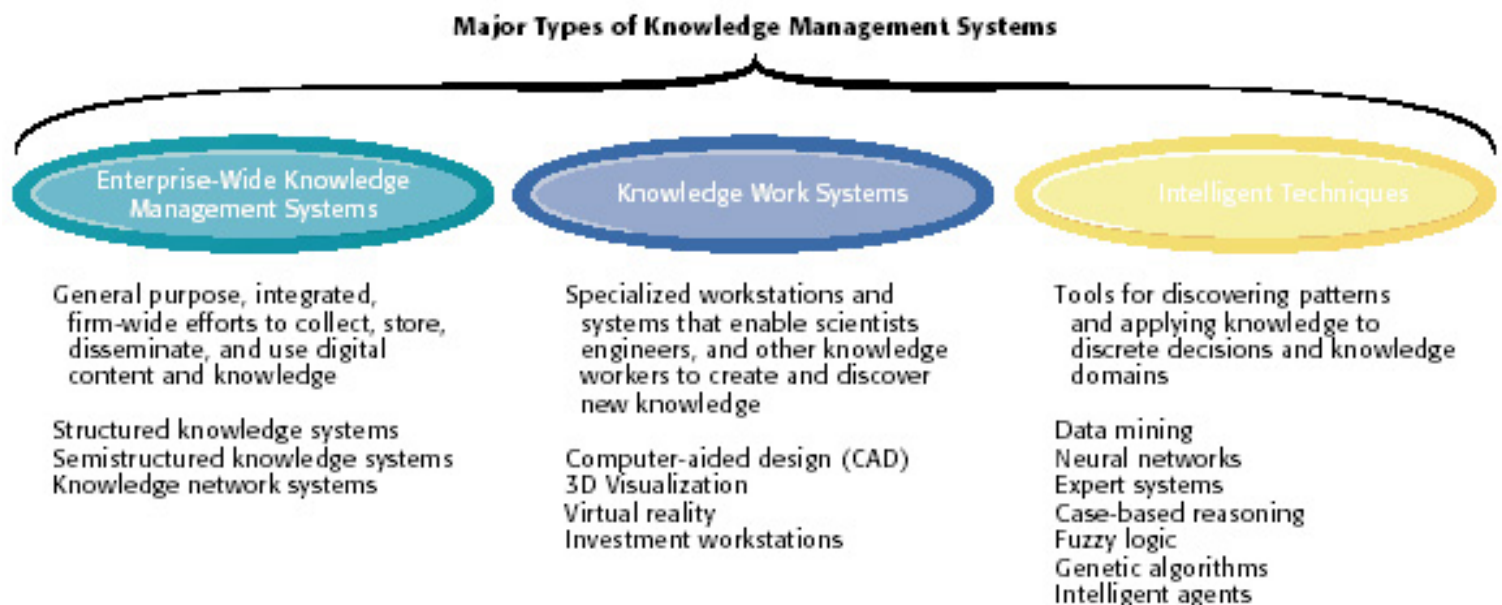 Major Types of Knowledge Management Systems
Enterprise-Wide Knowledge
Management Systems
General purpose, integrated,
firm-wide efforts to collect, store,
disseminate, and use digital
content and knowledge
Structured knowledge systems
Semistructured knowledge systems
Knowledge network systems
Knowledge Work Systems
Specialized workstations and
systems that enable scientists
engineers, and other knowledge
workers to create and discover
new knowledge
Computer-aided design (CAD)
3D Visualization
Virtual reality
Investment workstations
Intelligent Techniques
Tools for discovering patterns
and applying knowledge to
discrete decisions and knowledge
domains
Data mining
Neural networks
Expert systems
Case-based reasoning
Fuzzy logic
Genetic algorithms
Intelligent agents